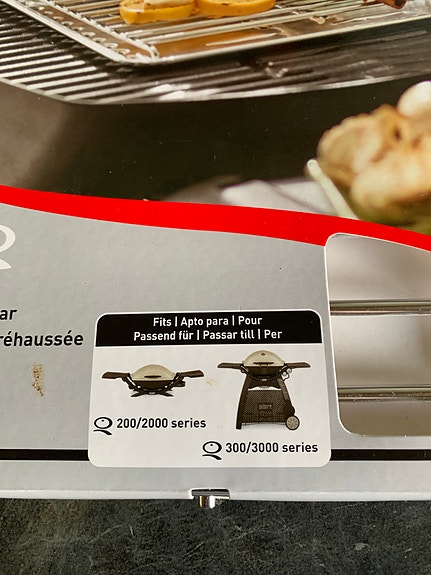 ar
réhaussée
Fits | Apto para | Pour
Passend für | Passar till | Per
Q 200/2000 series
Q 300/3000 series